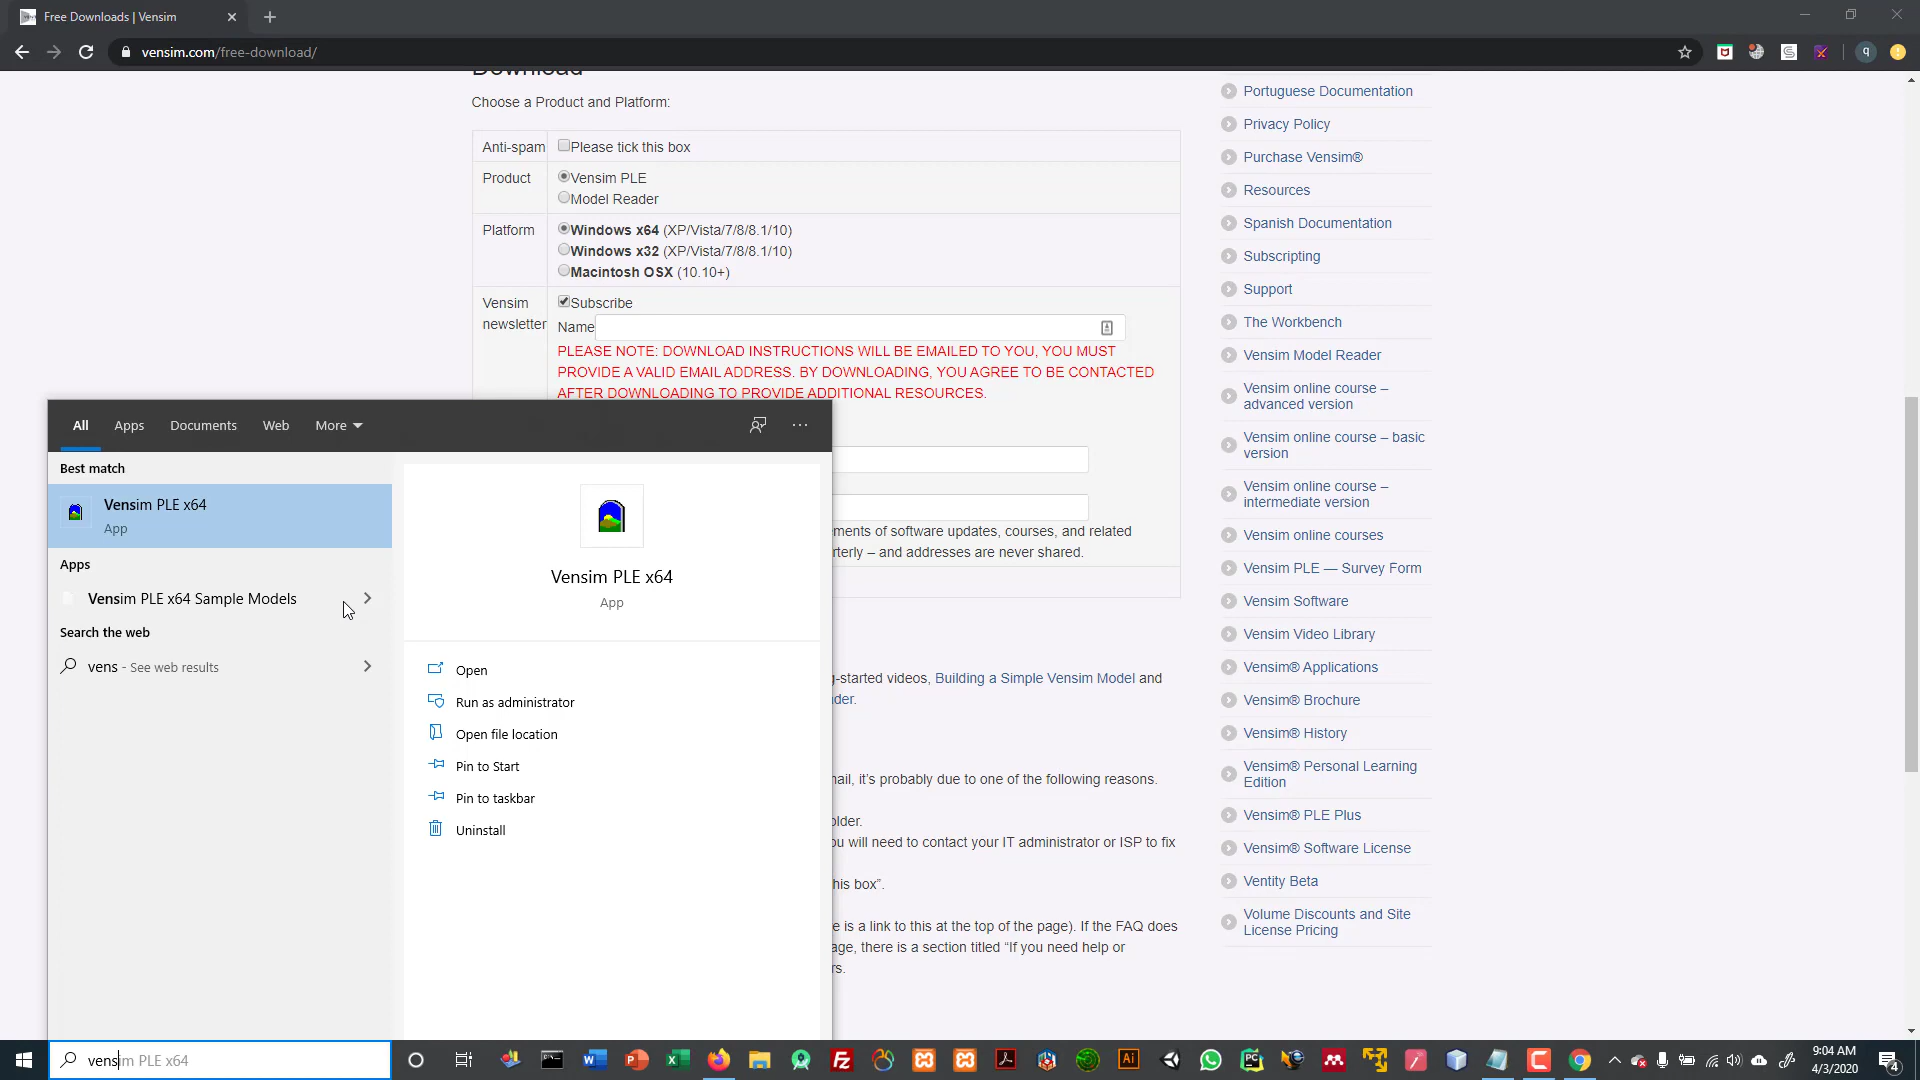 Free Downloads | Vensim
vensim.com/free-download/
q
Download
Choose a Product and Platform:
Anti-spam
Please tick this box
Product
Vensim PLE
Model Reader
Platform
Windows x64 (XP/Vista/7/8/8.1/10)
Windows x32 (XP/Vista/7/8/8.1/10)
Macintosh OSX (10.10+)
Vensim
newsletter
Subscribe
Name
PLEASE NOTE: DOWNLOAD INSTRUCTIONS WILL BE EMAILED TO YOU, YOU MUST
PROVIDE A VALID EMAIL ADDRESS. BY DOWNLOADING, YOU AGREE TO BE CONTACTED
AFTER DOWNLOADING TO PROVIDE ADDITIONAL RESOURCES.
ements of software updates, courses, and related
rterly – and addresses are never shared.
g-started videos, Building a Simple Vensim Model and
der.
nail, it's probably due to one of the following reasons.
older.
ou will need to contact your IT administrator or ISP to fix
his box”.
e is a link to this at the top of the page). If the FAQ does
age, there is a section titled “If you need help or
rs.
Portuguese Documentation
Privacy Policy
Purchase Vensim®
Resources
Spanish Documentation
Subscripting
Support
The Workbench
Vensim Model Reader
Vensim online course –
advanced version
Vensim online course – basic
version
Vensim online course –
intermediate version
Vensim online courses
Vensim PLE — Survey Form
Vensim Software
Vensim Video Library
Vensim® Applications
Vensim® Brochure
Vensim® History
Vensim® Personal Learning
Edition
Vensim® PLE Plus
Vensim® Software License
Ventity Beta
Volume Discounts and Site
License Pricing
All
Apps
Documents
Web
More
Best match
Vensim PLE x64
App
Apps
Vensim PLE x64 Sample Models
Search the web
vens - See web results
Vensim PLE x64
App
Open
Run as administrator
Open file location
Pin to Start
Pin to taskbar
Uninstall
vensim PLE x64
9:04 AM
4/3/2020
4